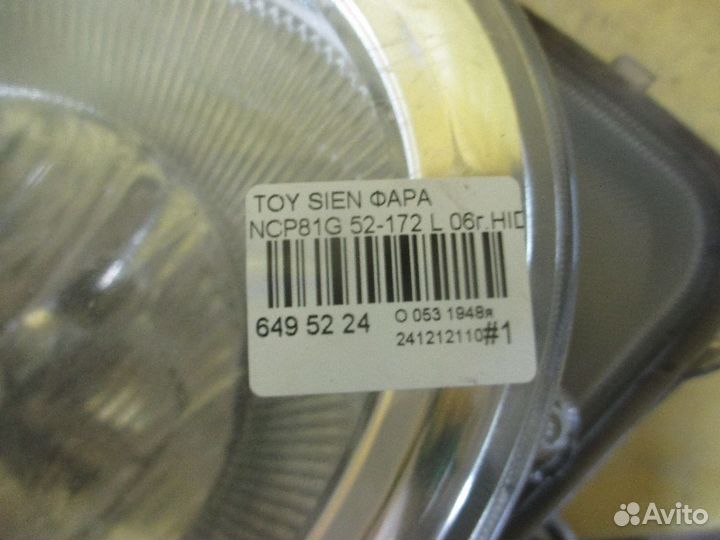 TOY SIEN ФАРА
NCP81G 52-172 L 06г.HID
649 52 24
О 053 1948я
241212110#1
Avito